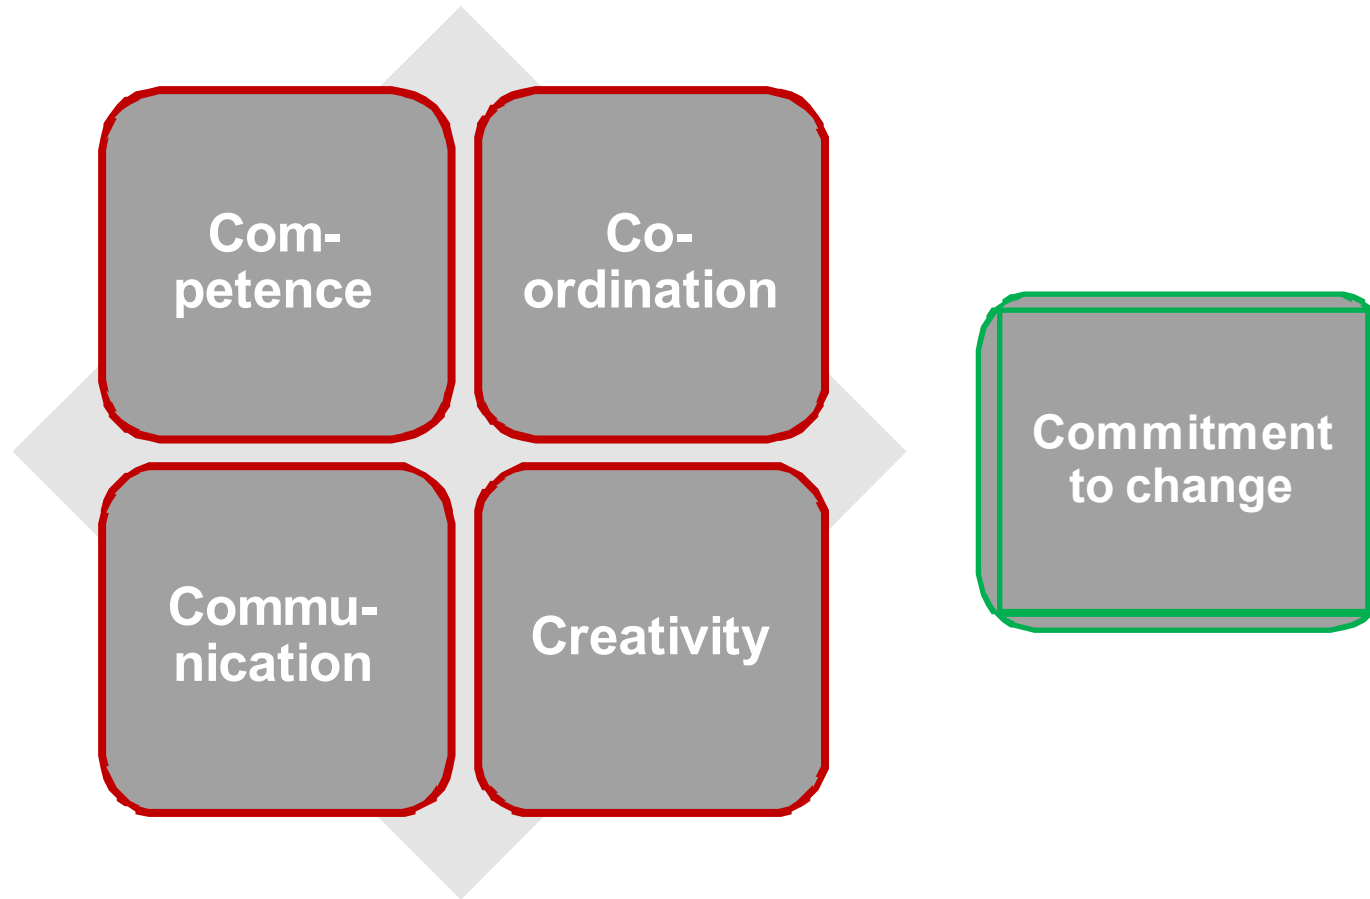 Com-
petence
Co-
ordination
Commu-
nication
Creativity
Commitment
to change